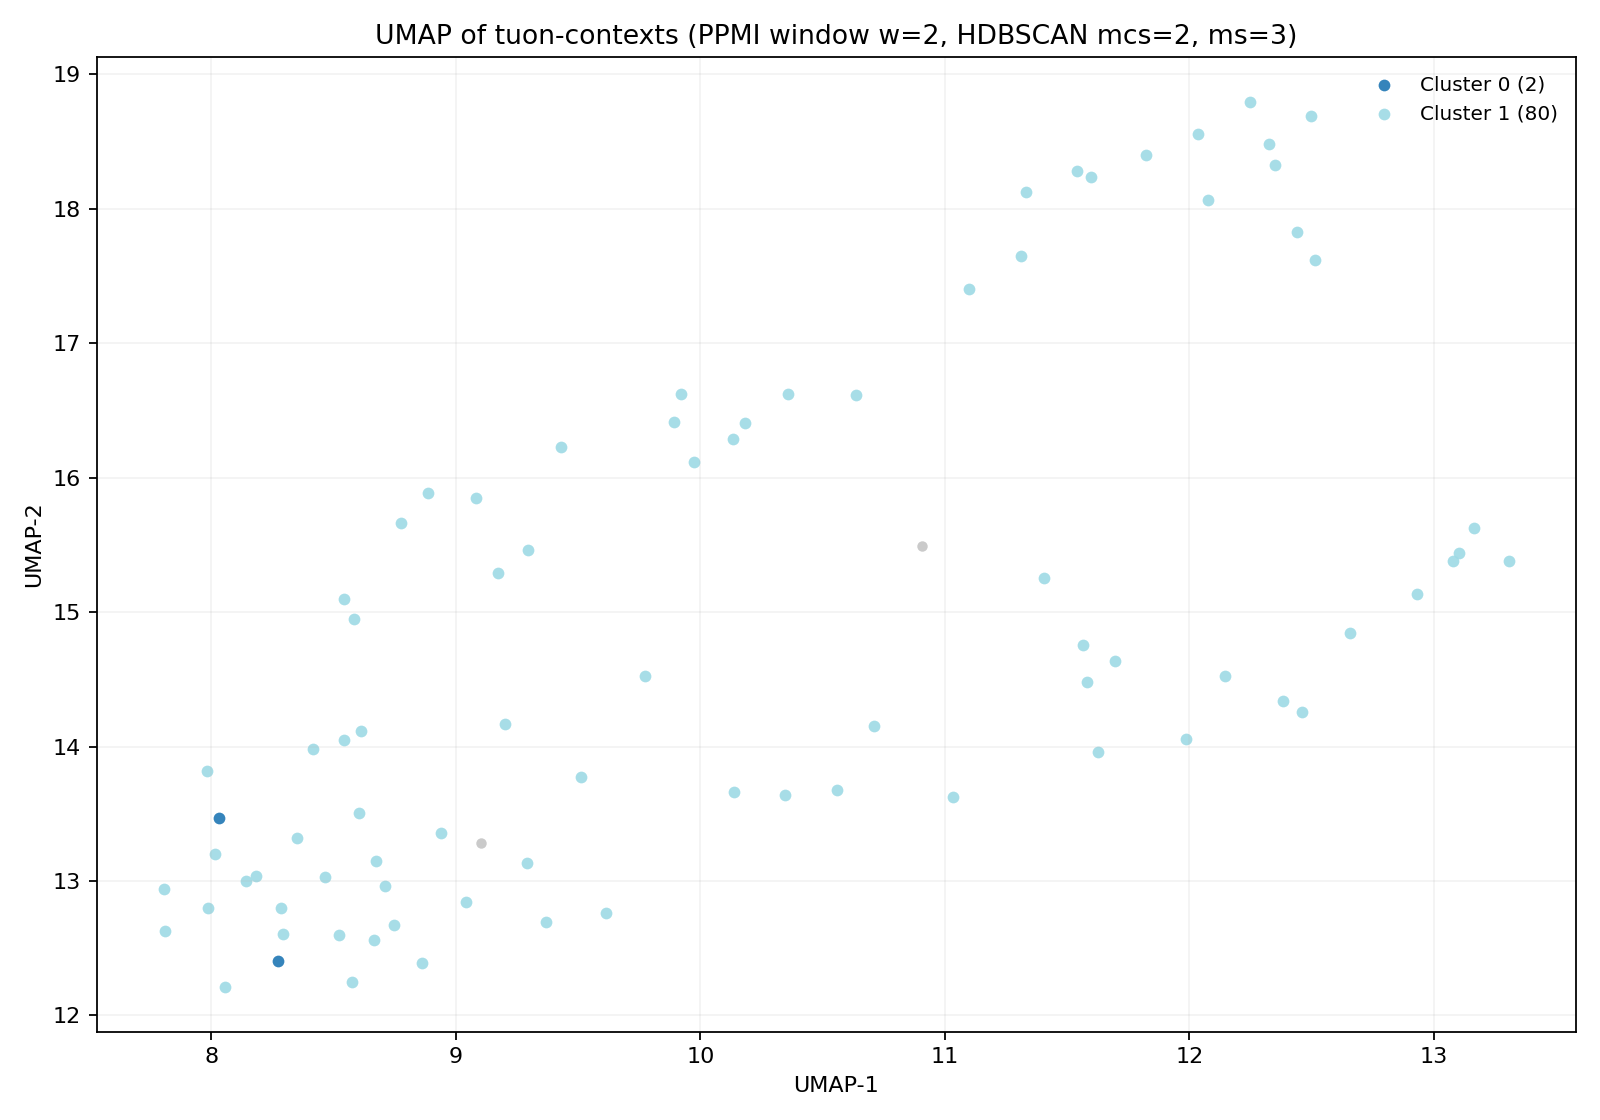 UMAP of tuon-contexts (PPMI window w=2, HDBSCAN mcs=2, ms=3)
Cluster 0 (2)
Cluster 1 (80)
19
18
17
16
15
14
13
12
UMAP-2
8 9 10 11 12 13
UMAP-1